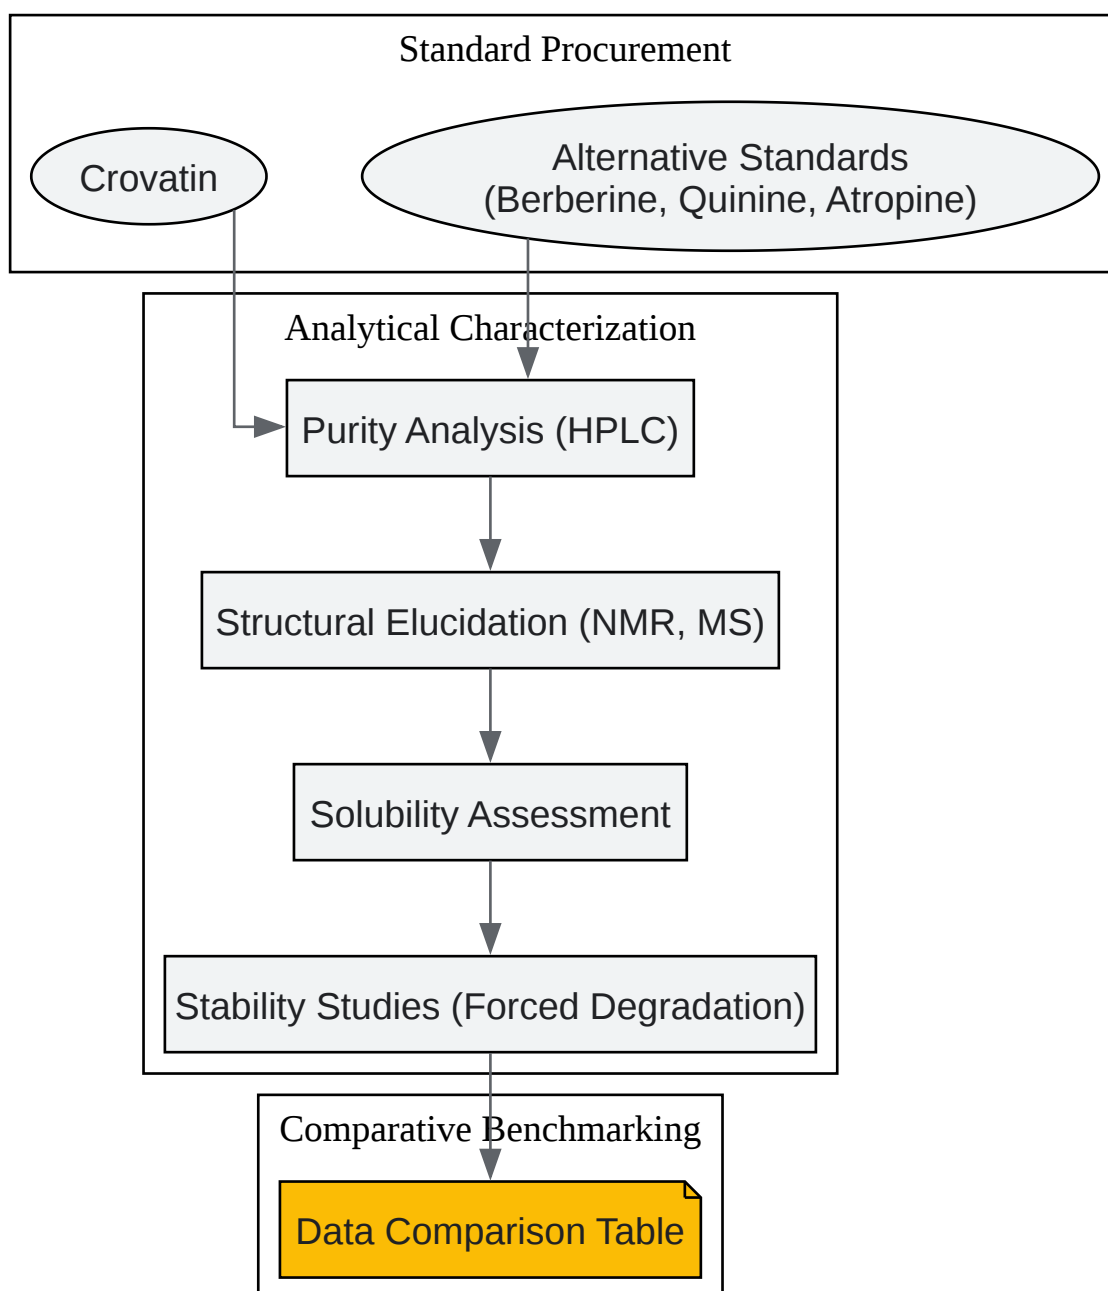 Standard Procurement
Crovatin
Alternative Standards
(Berberine, Quinine, Atropine)
Analytical Characterization
Purity Analysis (HPLC)
Structural Elucidation (NMR, MS)
Solubility Assessment
Stability Studies (Forced Degradation)
Comparative Benchmarking
Data Comparison Table